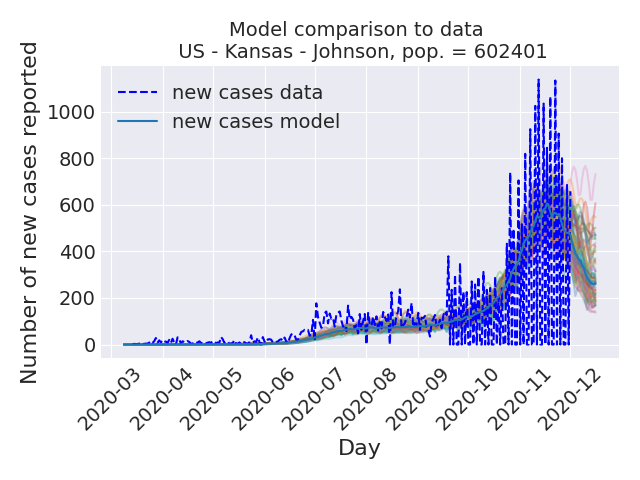 Model comparison to data
US - Kansas - Johnson, pop. = 602401
Number of new cases reported
new cases data
new cases model
1000
800
600
400
200
0
2020-03
2020-04
2020-05
2020-06
2020-07
2020-08
2020-09
2020-10
2020-11
2020-12
Day